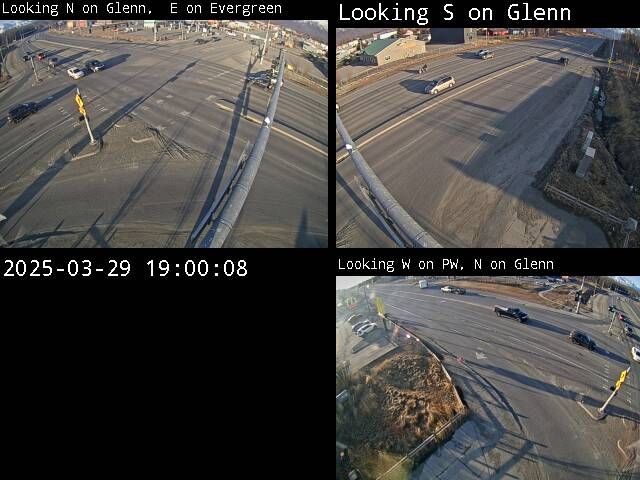 Looking N on Glenn,  E on Evergreen
Looking S on Glenn
2025-03-29 19:00:08
Looking W on PW, N on Glenn